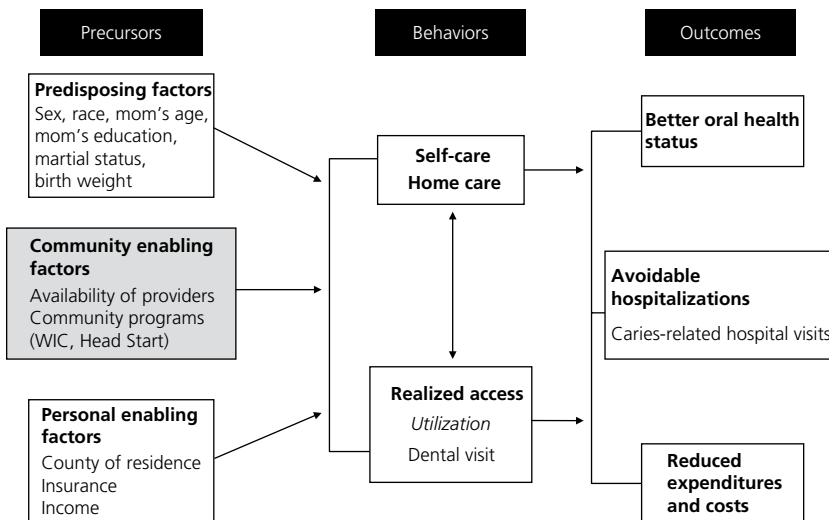 Precursors
Behaviors
Outcomes
Predisposing factors
Sex, race, mom's age,
mom's education,
martial status,
birth weight
Community enabling
factors
Availability of providers
Community programs
(WIC, Head Start)
Personal enabling
factors
County of residence
Insurance
Income
Self-care
Home care
Realized access
Utilization
Dental visit
Better oral health
status
Avoidable
hospitalizations
Caries-related hospital visits
Reduced
expenditures
and costs